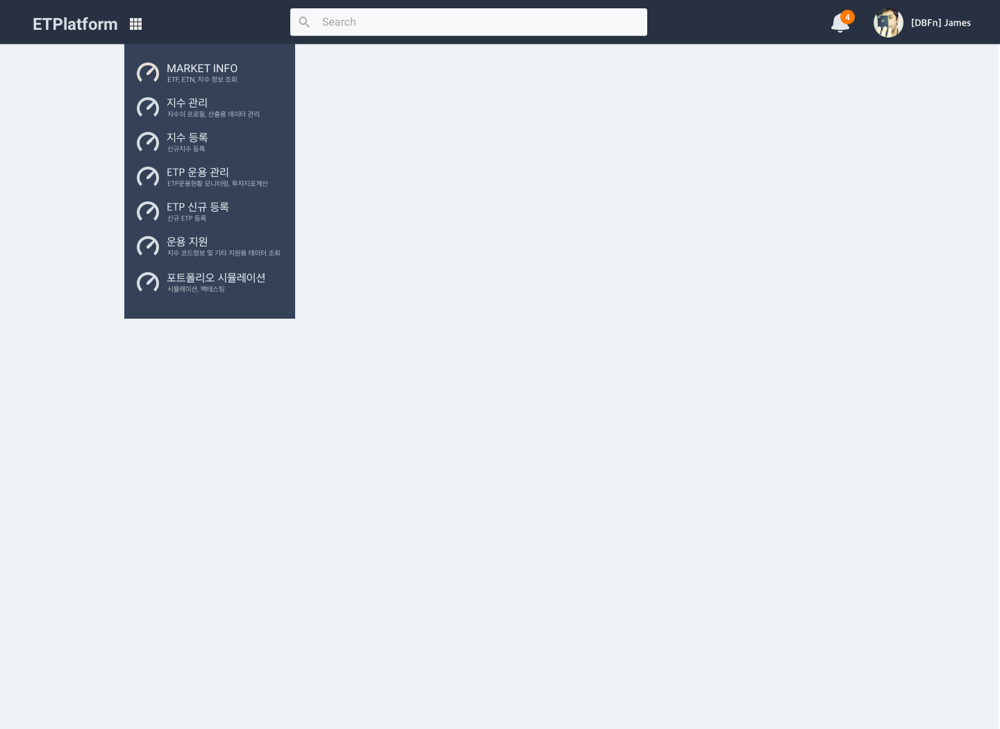 ETPlatform
Search
4
[DBFn] James
MARKET INFO
ETF, ETN, 지수 정보 조회
지수 관리
지수의 프로필, 산출용 데이터 관리
지수 등록
신규지수 등록
ETP 운용 관리
ETP운용현황 모니터링, 투자지표계산
ETP 신규 등록
신규 ETP 등록
운용 지원
지수 코드정보 및 기타 지원용 데이터 조회
포트폴리오 시뮬레이션
시뮬레이션, 백테스팅